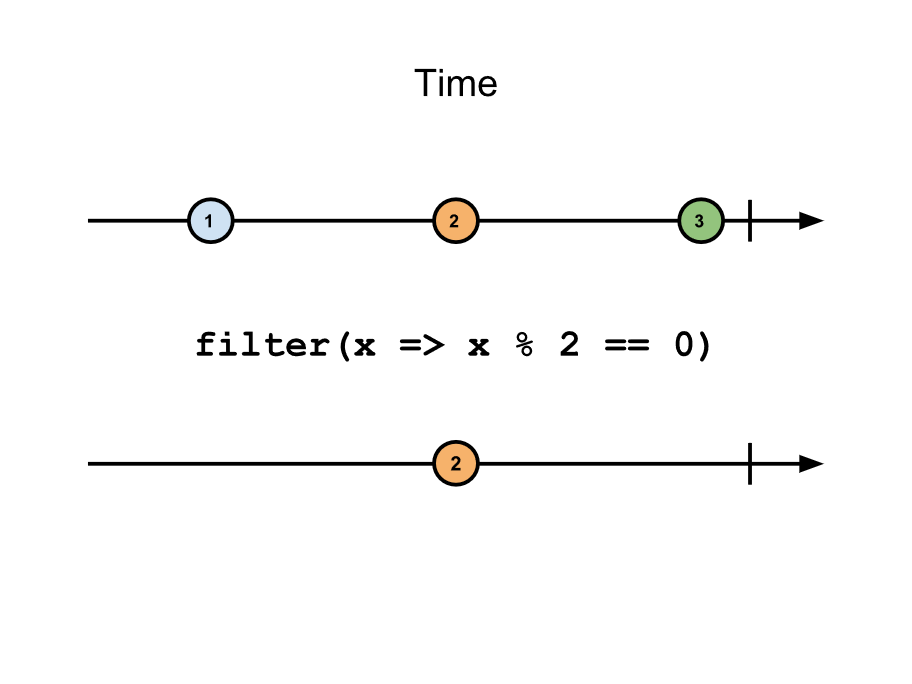 Time
1 2 3
filter(x => x % 2 == 0)
2